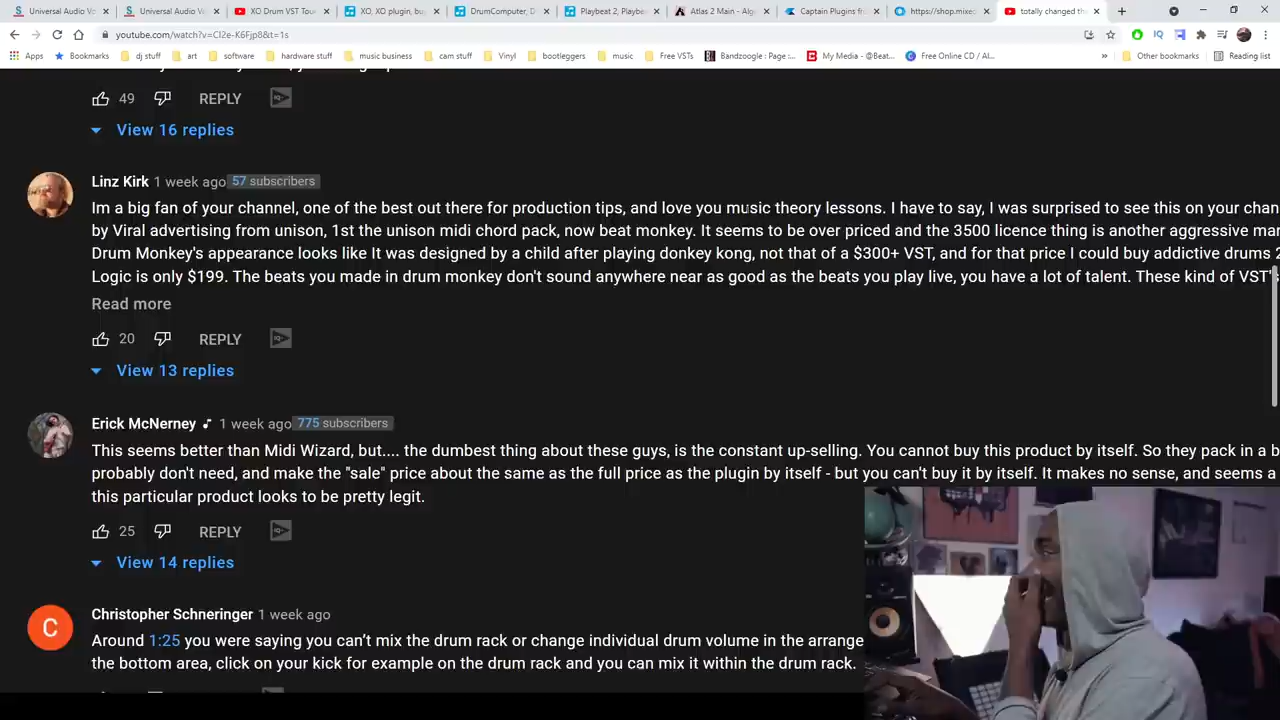 Universal Audio Vo
Universal Audio Vo
XO Drum VST Tou
XO, XO plugin, bu
DrumComputer, D
Playbeat 2, Playbe
Atlas 2 Main - Algo
Captain Plugins fr
https://shop.mixed
totally changed th
youtube.com/watch?v=CI2e-K6Fjp8&t=1s
Apps
Bookmarks
dj stuff
art
software
hardware stuff
music business
cam stuff
Vinyl
bootleggers
music
Free VSTs
Bandzoogle : Page :...
My Media - @Beat...
Free Online CD / Al...
Other bookmarks
Reading list
49
REPLY
View 16 replies
Linz Kirk 1 week ago 57 subscribers
Im a big fan of your channel, one of the best out there for production tips, and love you music theory lessons. I have to say, I was surprised to see this on your chan
by Viral advertising from unison, 1st the unison midi chord pack, now beat monkey. It seems to be over priced and the 3500 licence thing is another aggressive mar
Drum Monkey's appearance looks like It was designed by a child after playing donkey kong, not that of a $300+ VST, and for that price I could buy addictive drums 2
Logic is only $199. The beats you made in drum monkey don't sound anywhere near as good as the beats you play live, you have a lot of talent. These kind of VST's
Read more
20
REPLY
View 13 replies
Erick McNerney 1 week ago 775 subscribers
This seems better than Midi Wizard, but.... the dumbest thing about these guys, is the constant up-selling. You cannot buy this product by itself. So they pack in a b
probably don't need, and make the "sale" price about the same as the full price as the plugin by itself - but you can't buy it by itself. It makes no sense, and seems a
this particular product looks to be pretty legit.
25
REPLY
View 14 replies
Christopher Schneringer 1 week ago
C
Around 1:25 you were saying you can't mix the drum rack or change individual drum volume in the arrange
the bottom area, click on your kick for example on the drum rack and you can mix it within the drum rack.